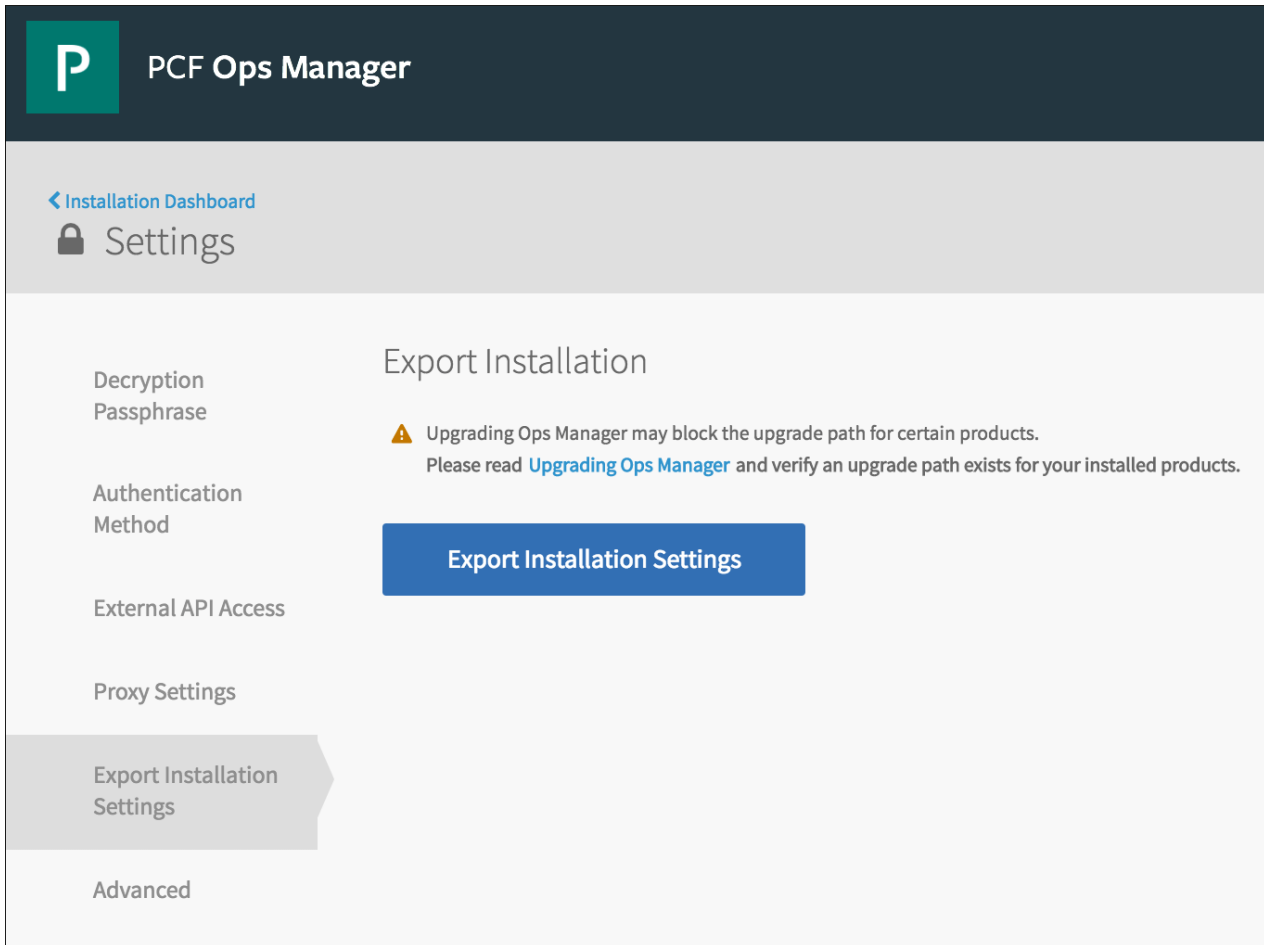 P
PCF Ops Manager
Installation Dashboard
Settings
Decryption
Passphrase
Authentication
Method
External API Access
Proxy Settings
Export Installation
Settings
Advanced
Export Installation
Upgrading Ops Manager may block the upgrade path for certain products.
Please read Upgrading Ops Manager and verify an upgrade path exists for your installed products.
Export Installation Settings